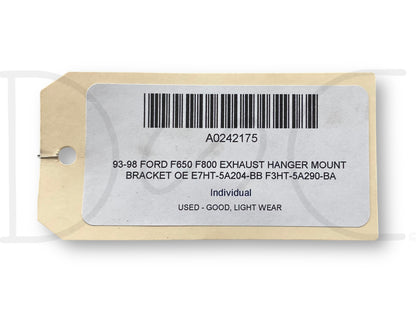 A0242175
93-98 FORD F650 F800 EXHAUST HANGER MOUNT
BRACKET OE E7HT-5A204-BB F3HT-5A290-BA
Individual
USED - GOOD, LIGHT WEAR